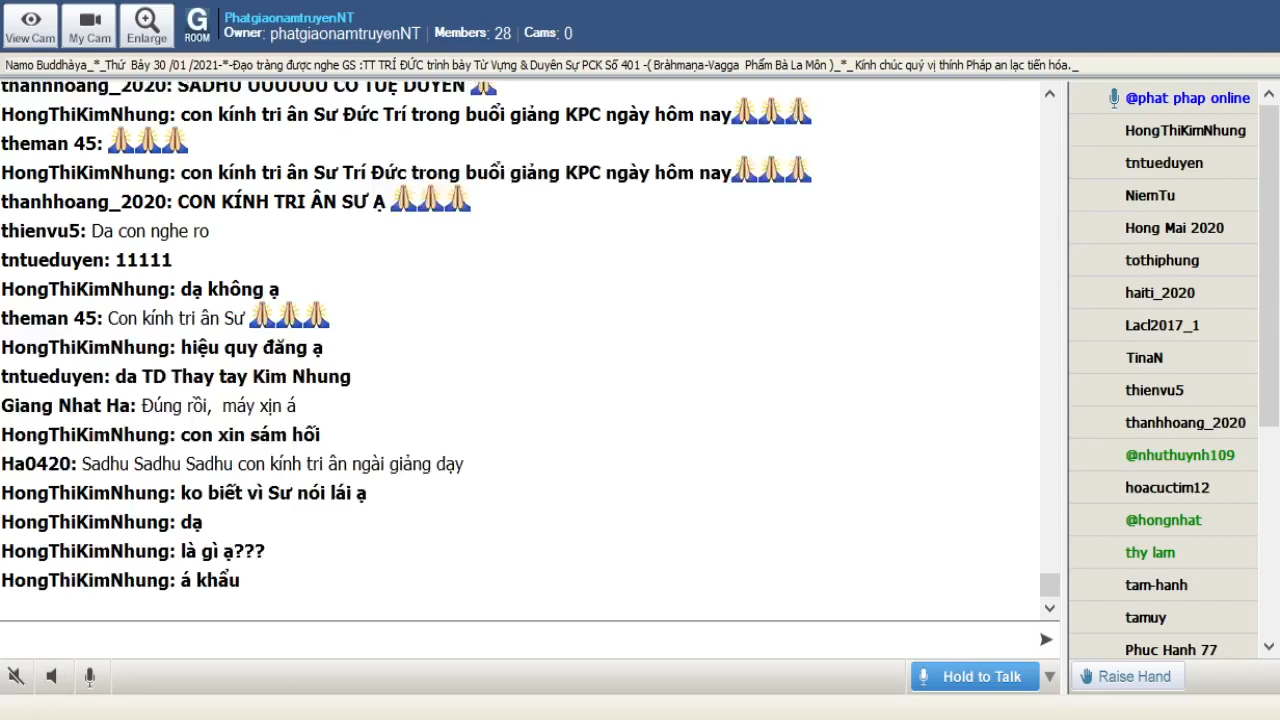 View Cam
My Cam
Enlarge
G
ROOM
PhatgiaonamtruyenNT
Owner: phatgiaonamtruyenNT | Members: 28 | Cams: 0
Namo Buddhàya_*_Thứ Bảy 30 /01 /2021-*-Đạo tràng được nghe GS :TT TRÍ ĐỨC trình bày Từ Vựng & Duyên Sự PCK Số 401 -( Bràhmaṇa-Vagga Phẩm Bà La Môn )_*_ Kính chúc quý vị thính Pháp an lạc tiến hóa._
thanhhoang_2020: SADHU UUUUUU CÔ TUỆ DUYÊN 🙏
HongThiKimNhung: con kính tri ân Sư Đức Trí trong buổi giảng KPC ngày hôm nay🙏🙏🙏
theman 45: 🙏🙏🙏
HongThiKimNhung: con kính tri ân Sư Trí Đức trong buổi giảng KPC ngày hôm nay🙏🙏🙏
thanhhoang_2020: CON KÍNH TRI ÂN SƯ Ạ 🙏🙏🙏
thienvu5: Da con nghe ro
tntueduyen: 11111
HongThiKimNhung: dạ không ạ
theman 45: Con kính tri ân Sư 🙏🙏🙏
HongThiKimNhung: hiệu quy đăng ạ
tntueduyen: da TD Thay tay Kim Nhung
Giang Nhat Ha: Đúng rồi,  máy xịn á
HongThiKimNhung: con xin sám hối
Ha0420: Sadhu Sadhu Sadhu con kính tri ân ngài giảng dạy
HongThiKimNhung: ko biết vì Sư nói lái ạ
HongThiKimNhung: dạ
HongThiKimNhung: là gì ạ???
HongThiKimNhung: á khẩu
@phat phap online
HongThiKimNhung
tntueduyen
NiemTu
Hong Mai 2020
tothiphung
haiti_2020
Lacl2017_1
TinaN
thienvu5
thanhhoang_2020
@nhuthuynh109
hoacuctim12
@hongnhat
thy lam
tam-hanh
tamuy
Phuc Hanh 77
Hold to Talk
Raise Hand